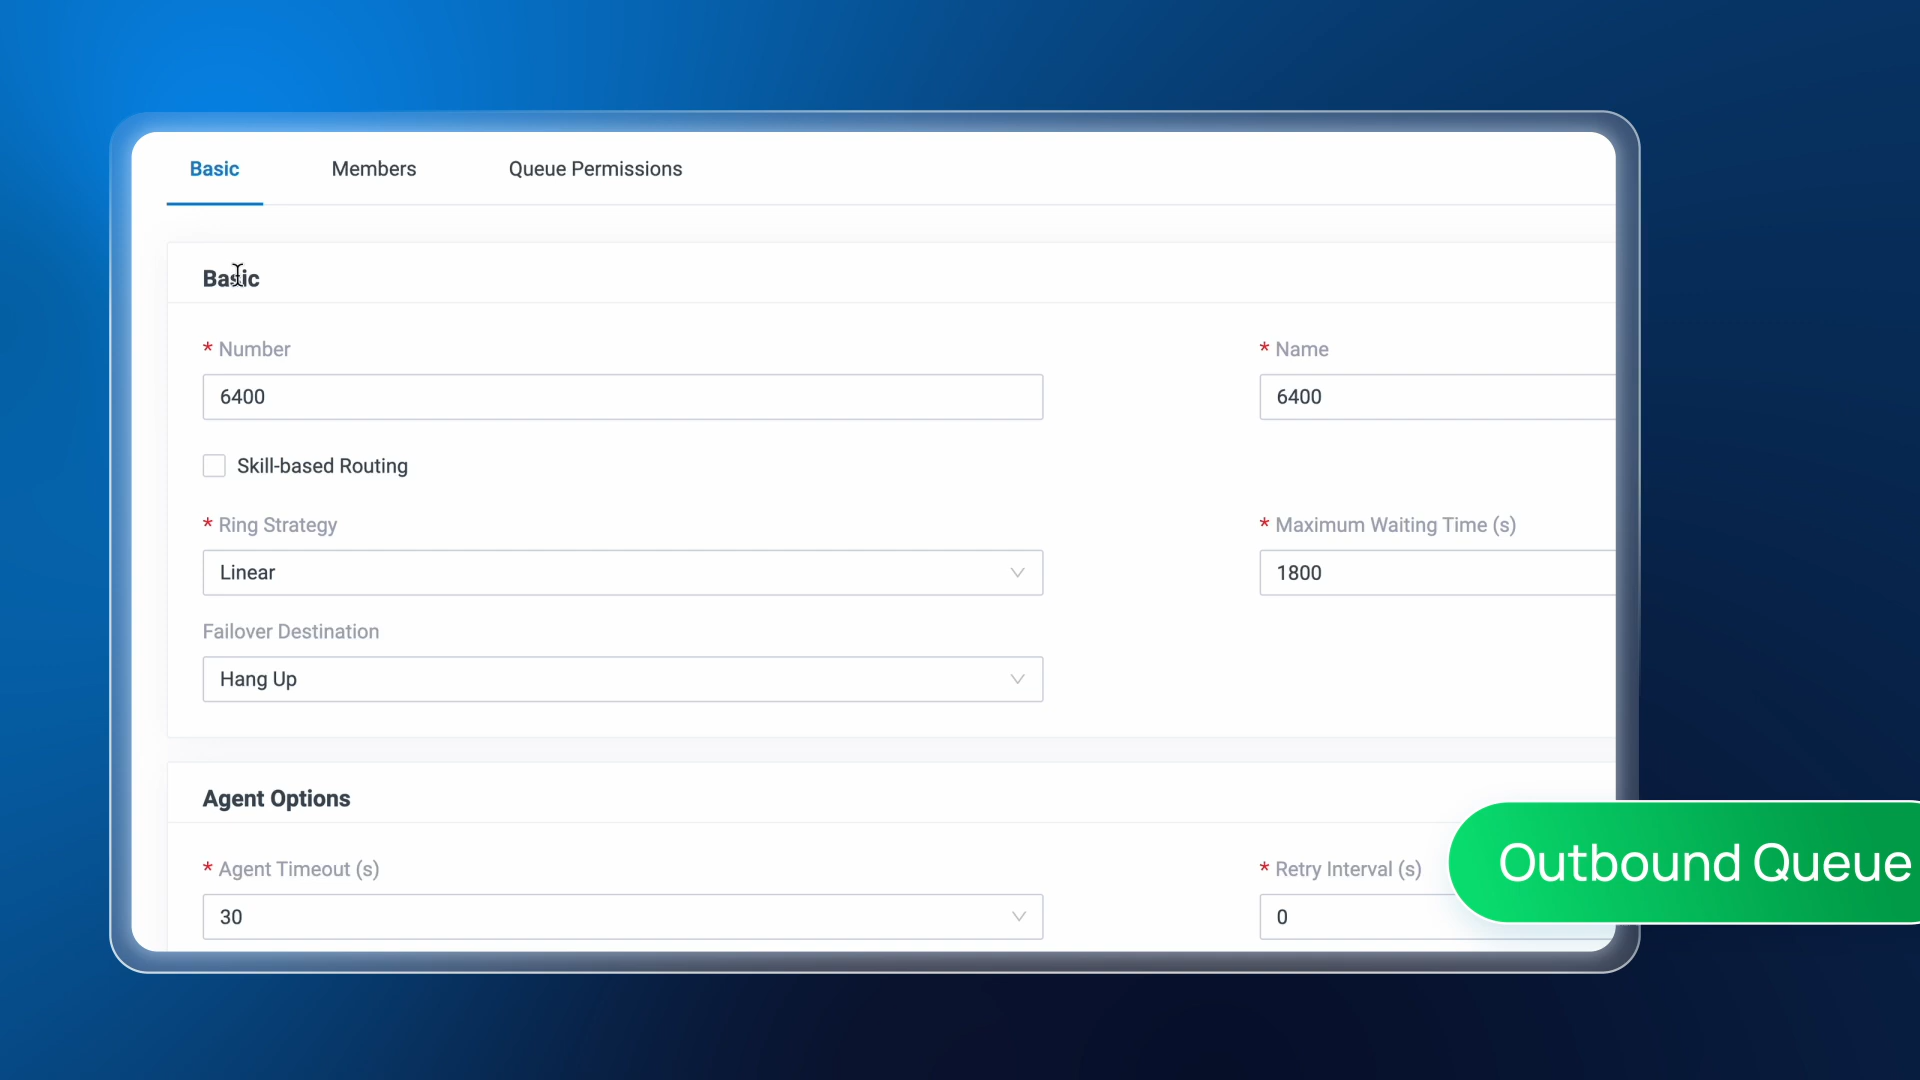 Basic
Members
Queue Permissions
Basic
* Number
* Name
6400
6400
Skill-based Routing
* Ring Strategy
* Maximum Waiting Time (s)
Linear
1800
Failover Destination
Hang Up
Agent Options
* Agent Timeout (s)
* Retry Interval (s)
30
0
Outbound Queue